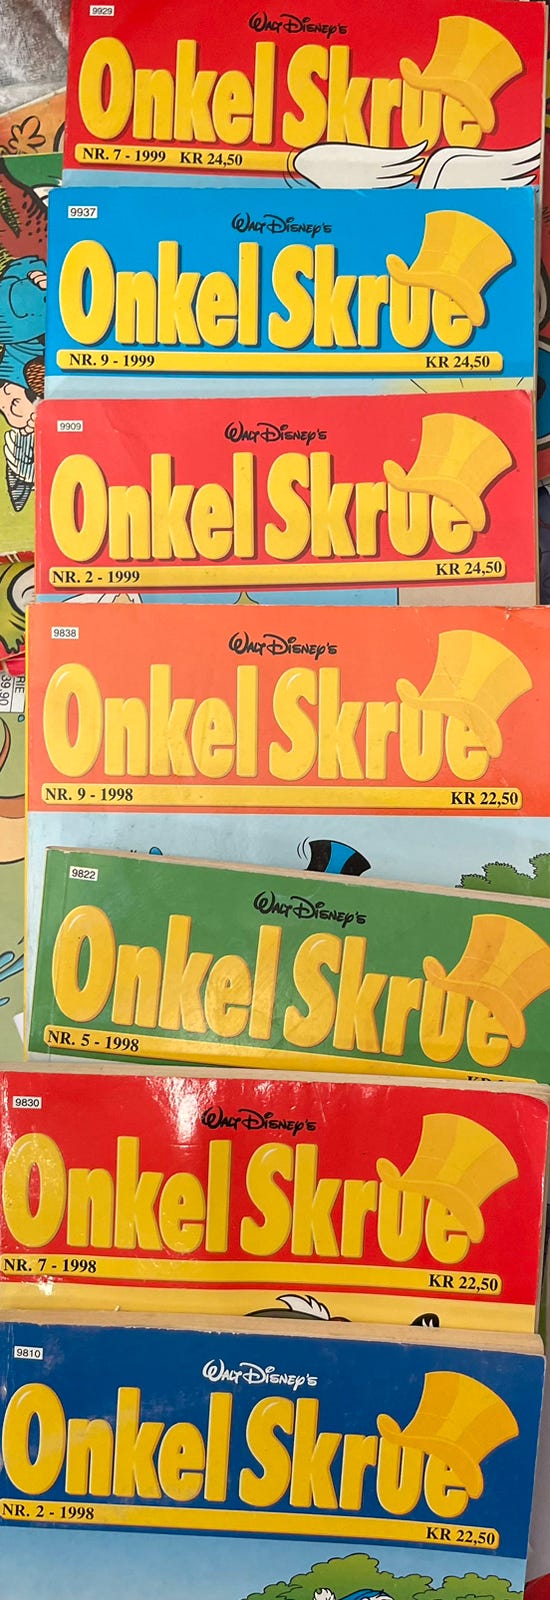 9929
Walt Disney's
Onkel Skrue
NR. 7 - 1999 KR 24,50
9937
Walt Disney's
Onkel Skrue
NR. 9 - 1999 KR 24,50
9909
Walt Disney's
Onkel Skrue
NR. 2 - 1999 KR 24,50
9838
Walt Disney's
Onkel Skrue
NR. 9 - 1998 KR 22,50
RIE
39.90
9822
Walt Disney's
Onkel Skrue
NR. 5 - 1998
9830
Walt Disney's
Onkel Skrue
NR. 7 - 1998 KR 22,50
9810
Walt Disney's
Onkel Skrue
NR. 2 - 1998 KR 22,50